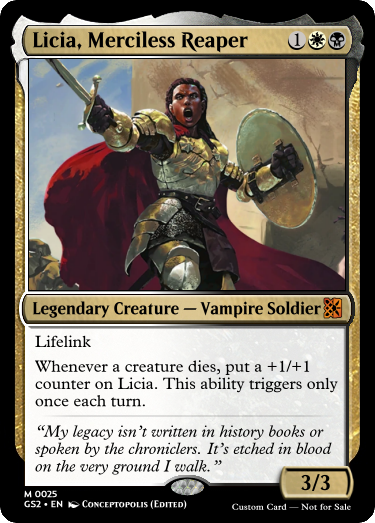 Licia, Merciless Reaper 1
Legendary Creature — Vampire Soldier
Lifelink
Whenever a creature dies, put a +1/+1
counter on Licia. This ability triggers only
once each turn.
“My legacy isn’t written in history books or
spoken by the chroniclers. It’s etched in blood
on the very ground I walk.”
3/3
M 0025
GS2 • EN Conceptopolis (Edited)
Custom Card — Not for Sale